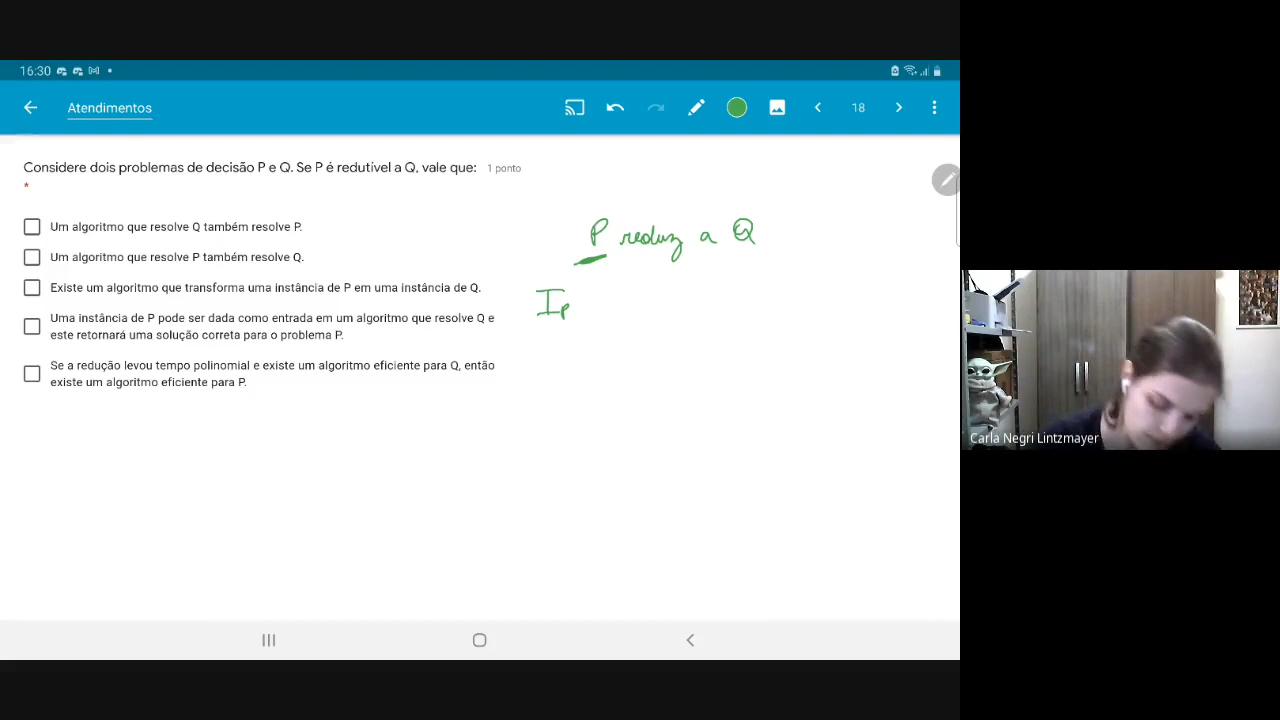 16:30
Atendimentos
18
Considere dois problemas de decisão P e Q. Se P é redutível a Q, vale que: 1 ponto
*
Um algoritmo que resolve Q também resolve P.
Um algoritmo que resolve P também resolve Q.
Existe um algoritmo que transforma uma instância de P em uma instância de Q.
Uma instância de P pode ser dada como entrada em um algoritmo que resolve Q e
este retornará uma solução correta para o problema P.
Se a redução levou tempo polinomial e existe um algoritmo eficiente para Q, então
existe um algoritmo eficiente para P.
P reduz a Q
Ip
Carla Negri Lintzmayer